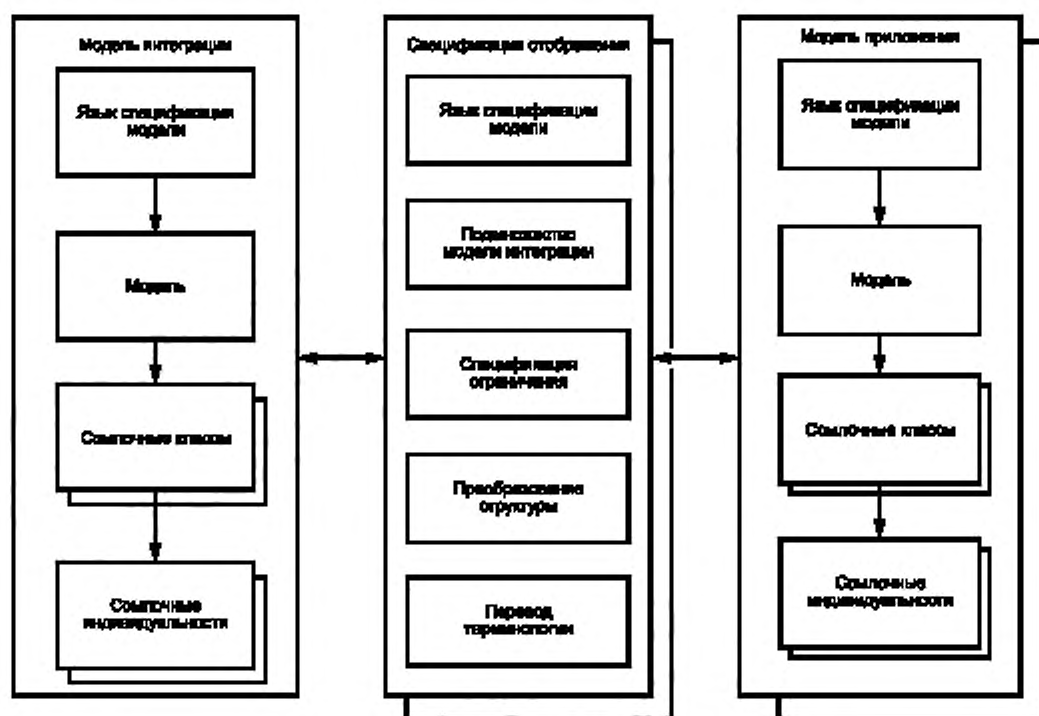 Модель интеграции
Язык спецификации
модели
Модель
Ссылочные классы
Ссылочные
индивидуальности
Спецификация отображения
Язык спецификации
модели
Подмножество
модели интеграции
Спецификация
ограничения
Преобразование
структуры
Перевод
терминологии
Модель приложения
Язык спецификации
модели
Модель
Ссылочные классы
Ссылочные
индивидуальности